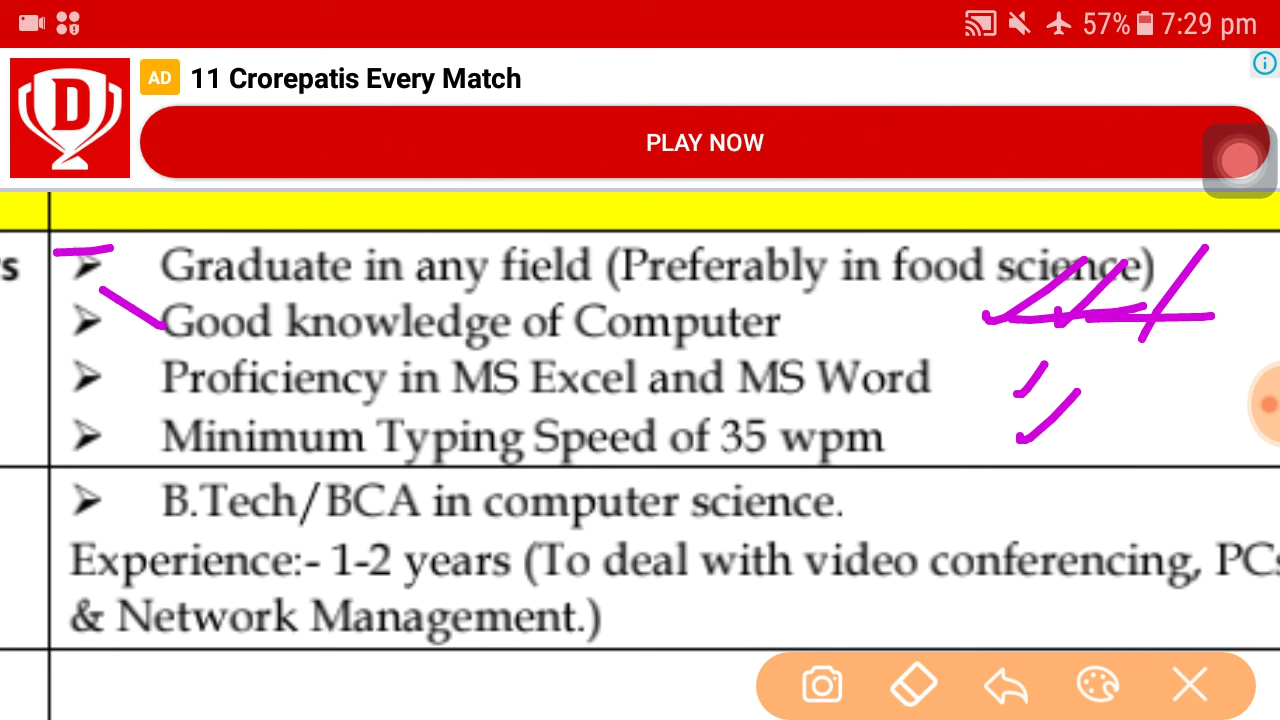 57% 7:29 pm
D
AD 11 Crorepatis Every Match
PLAY NOW
s
➢ Graduate in any field (Preferably in food science)
➢ Good knowledge of Computer
➢ Proficiency in MS Excel and MS Word
➢ Minimum Typing Speed of 35 wpm
➢ B.Tech/BCA in computer science.
Experience:- 1-2 years (To deal with video conferencing, PCs
& Network Management.)